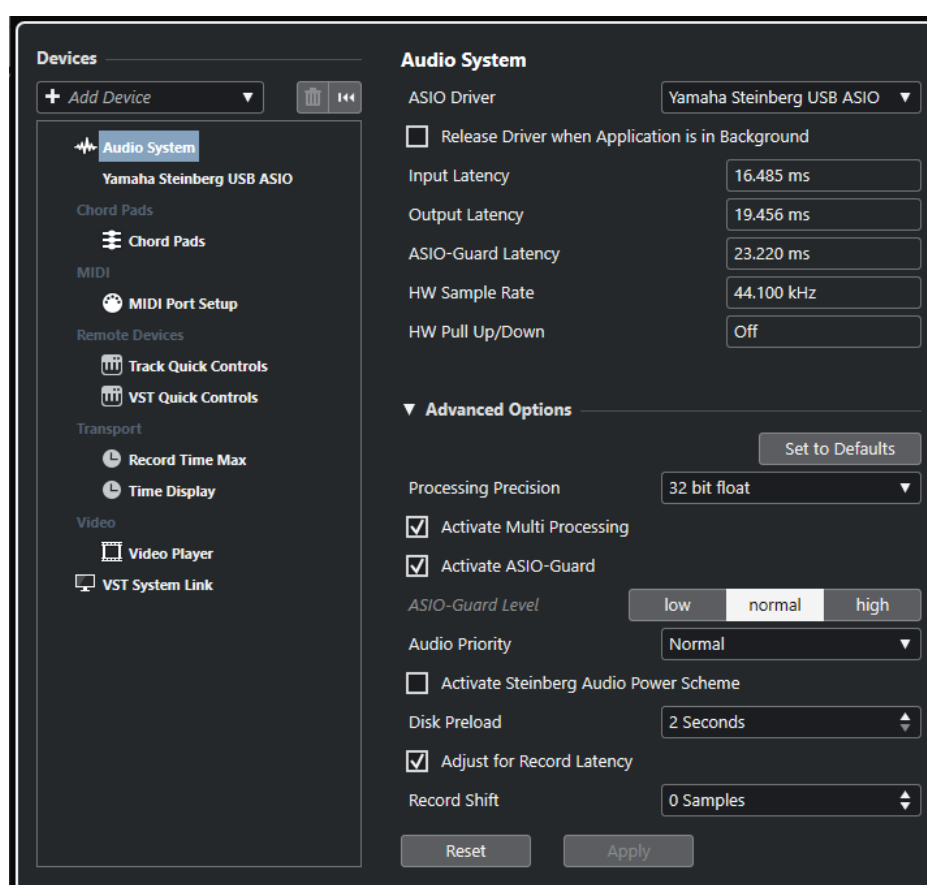 Devices
+ Add Device
Audio System
Yamaha Steinberg USB ASIO
Chord Pads
Chord Pads
MIDI
MIDI Port Setup
Remote Devices
Track Quick Controls
VST Quick Controls
Transport
Record Time Max
Time Display
Video
Video Player
VST System Link
Audio System
ASIO Driver Yamaha Steinberg USB ASIO
Release Driver when Application is in Background
Input Latency 16.485 ms
Output Latency 19.456 ms
ASIO-Guard Latency 23.220 ms
HW Sample Rate 44.100 kHz
HW Pull Up/Down Off
Advanced Options
Set to Defaults
Processing Precision 32 bit float
Activate Multi Processing
Activate ASIO-Guard
ASIO-Guard Level low normal high
Audio Priority Normal
Activate Steinberg Audio Power Scheme
Disk Preload 2 Seconds
Adjust for Record Latency
Record Shift 0 Samples
Reset Apply